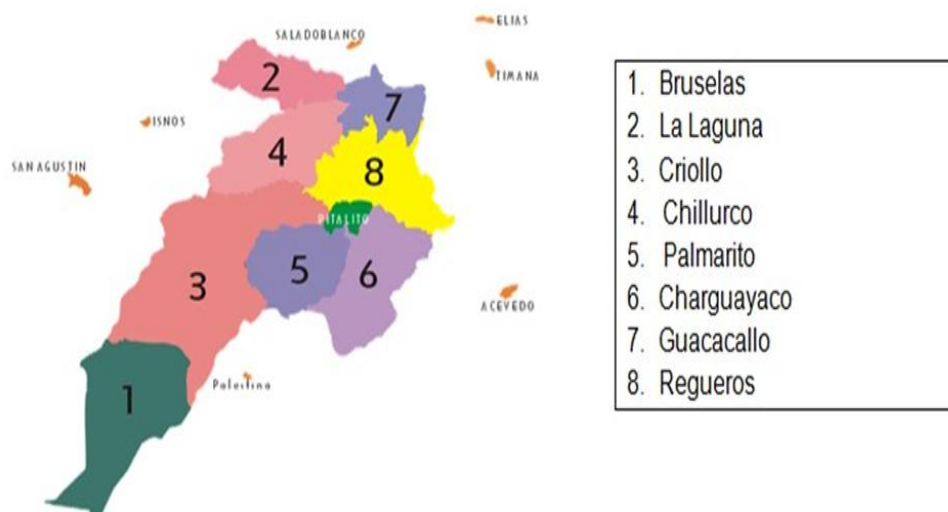 ELIAS
SALADOBLANCO
TIMANA
2
7
ISNOS
4
8
SAN AGUSTIN
PITALITO
5
6
3
ACEVEDO
Palestina
1
1. Bruselas
2. La Laguna
3. Criollo
4. Chillurco
5. Palmarito
6. Charguayaco
7. Guacacallo
8. Regueros